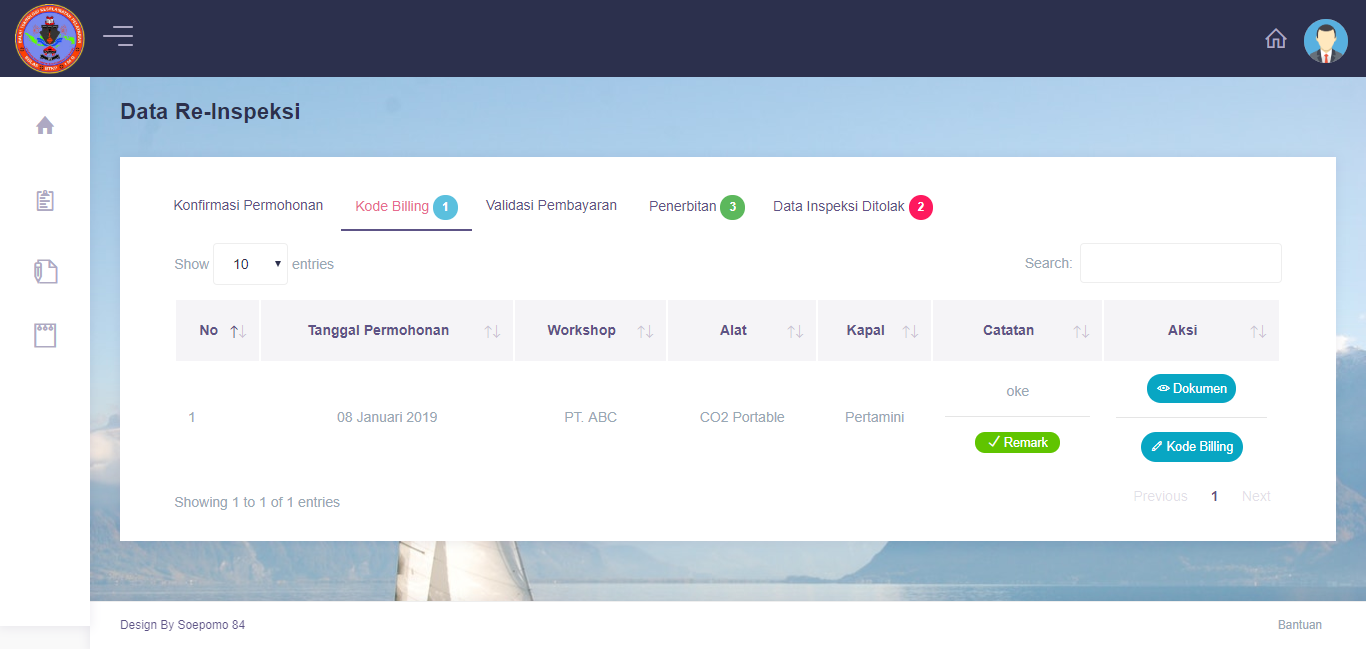 Data Re-Inspeksi
Konfirmasi Permohonan Kode Billing 1 Validasi Pembayaran Penerbitan 3 Data Inspeksi Ditolak 2
Show 10 entries Search:
No Tanggal Permohonan Workshop Alat Kapal Catatan Aksi
1 08 Januari 2019 PT. ABC CO2 Portable Pertamini oke Dokumen
Remark Kode Billing
Showing 1 to 1 of 1 entries Previous 1 Next
Design By Soepomo 84 Bantuan